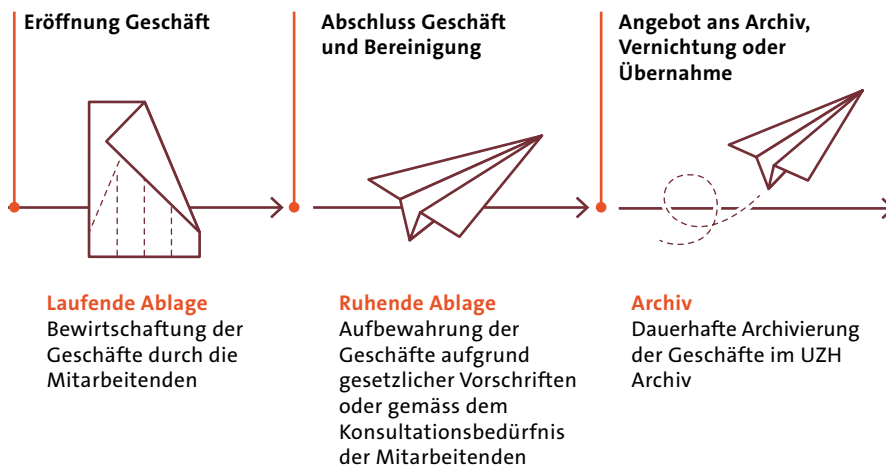 Eröffnung Geschäft
Abschluss Geschäft
und Bereinigung
Angebot ans Archiv,
Vernichtung oder
Übernahme
Laufende Ablage
Bewirtschaftung der
Geschäfte durch die
Mitarbeitenden
Ruhende Ablage
Aufbewahrung der
Geschäfte aufgrund
gesetzlicher Vorschriften
oder gemäss dem
Konsultationsbedürfnis
der Mitarbeitenden
Archiv
Dauerhafte Archivierung
der Geschäfte im UZH
Archiv